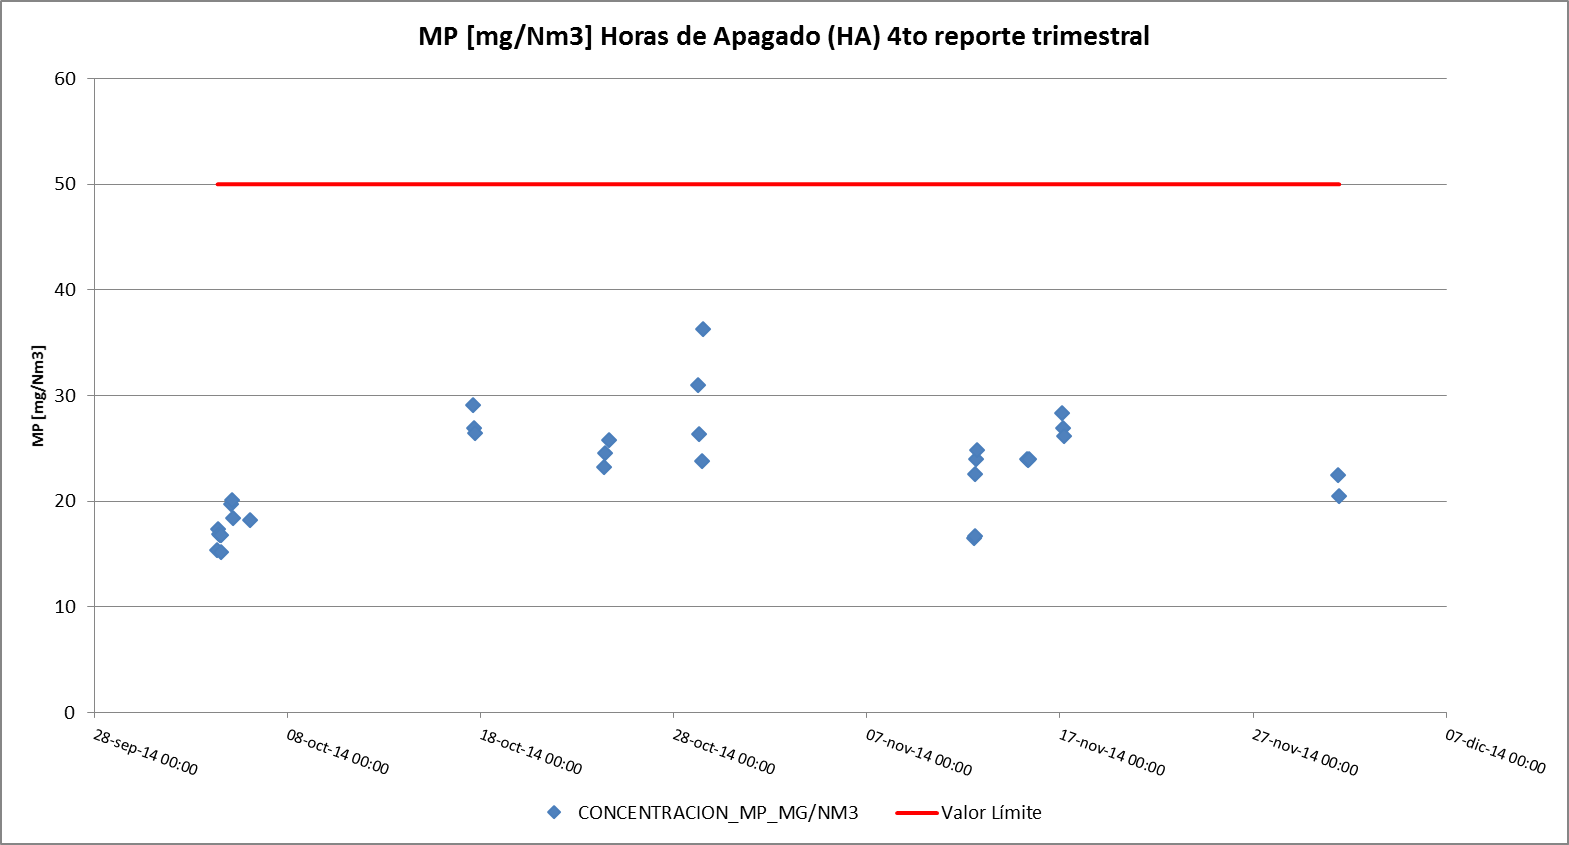 MP [mg/Nm3] Horas de Apagado (HA) 4to reporte trimestral
60
50
40
30
20
10
0
MP [mg/Nm3]
28-sep-14 00:00
08-oct-14 00:00
18-oct-14 00:00
28-oct-14 00:00
07-nov-14 00:00
17-nov-14 00:00
27-nov-14 00:00
07-dic-14 00:00
CONCENTRACION_MP_MG/NM3
Valor Límite